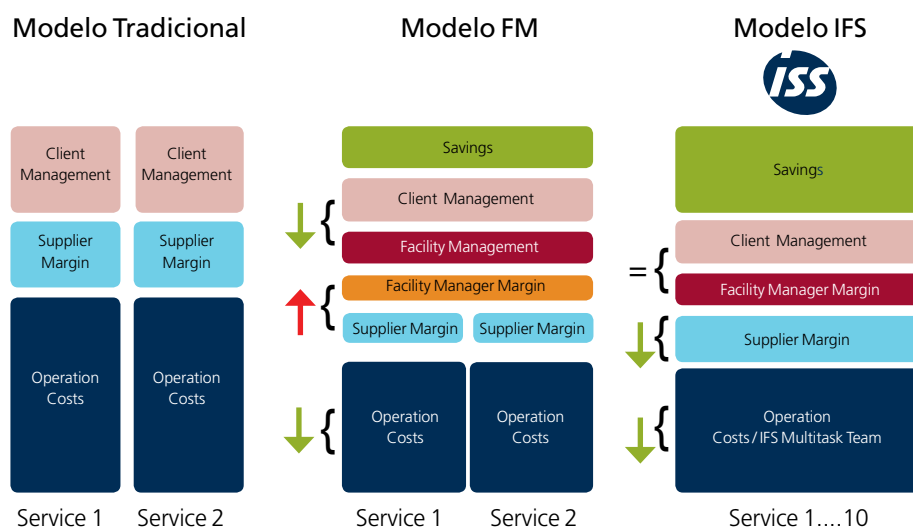 Modelo Tradicional
Client
Management
Client
Management
Supplier
Margin
Supplier
Margin
Operation
Costs
Operation
Costs
Service 1
Service 2
Modelo FM
Savings
Client Management
{
Facility Management
Facility Manager Margin
{
Supplier Margin
Supplier Margin
{
Operation
Costs
Operation
Costs
Service 1
Service 2
Modelo IFS
ISS
Savings
Client Management
= {
Facility Manager Margin
{
Supplier Margin
{
Operation
Costs / IFS Multitask Team
Service 1....10